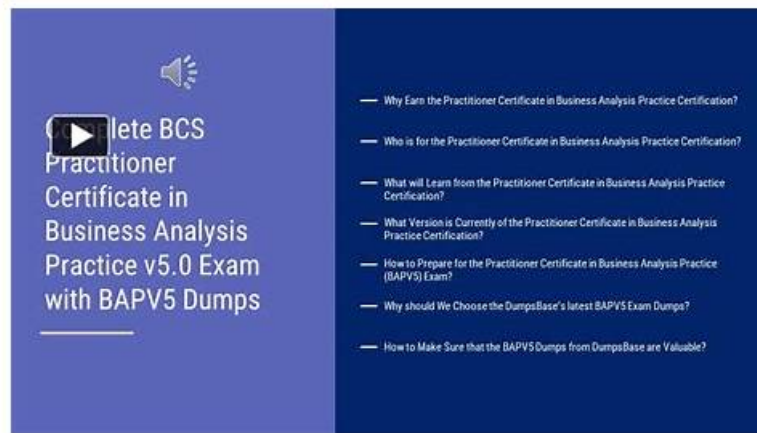 C plete BCS
Practitioner
Certificate in
Business Analysis
Practice v5.0 Exam
with BAPV5 Dumps
— Why Earn the Practitioner Certificate in Business Analysis Practice Certification?
— Who is for the Practitioner Certificate in Business Analysis Practice Certification?
— What will Learn from the Practitioner Certificate in Business Analysis Practice
Certification?
— What Version is Currently of the Practitioner Certificate in Business Analysis
Practice Certification?
— How to Prepare for the Practitioner Certificate in Business Analysis Practice
(BAPV5) Exam?
— Why should We Choose the DumpsBase's latest BAPV5 Exam Dumps?
— How to Make Sure that the BAPV5 Dumps from DumpsBase are Valuable?